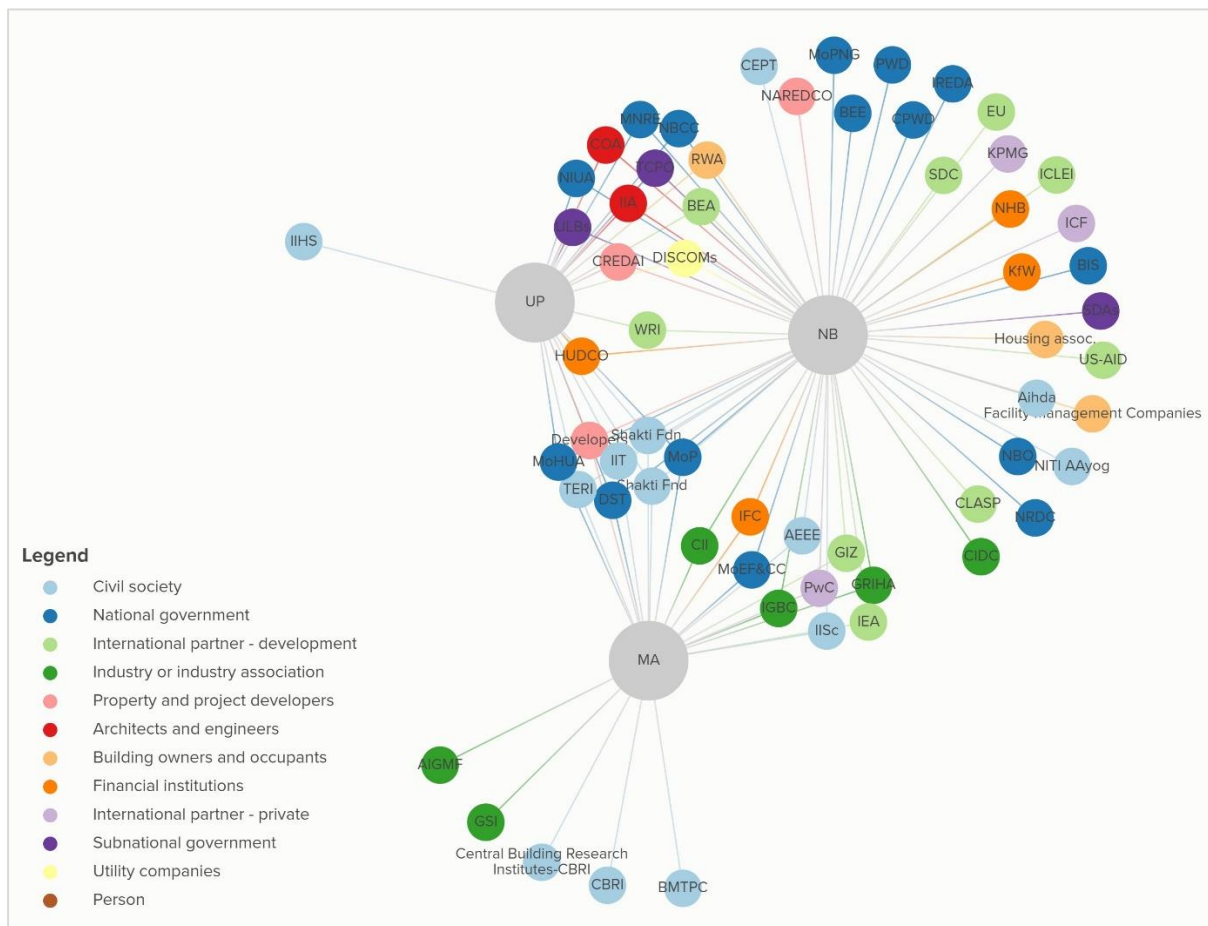 MoPNG
CEPT
PWD
IREDA
NAREDCO
BEE
CPWD
EU
MNRE
NBCC
COA
TCPO
RWA
KPMG
NIUA
SDC
ICLEI
IIA
BEA
NHB
ULBs
ICF
IIHS
CREDAI
DISCOMs
KfW
BIS
UP
SDAs
WRI
NB
Housing assoc.
HUDCO
US-AID
Aihda
Facility Management Companies
Developers
Shakti Fdn
MoHUA
IIT
MoP
NBO
NITI AAyog
TERI
Shakti Fnd
DST
CLASP
IFC
NRDC
CII
AEEE
GIZ
CIDC
Legend
MoEF&CC
PwC
GRIHA
Civil society
IGBC
National government
IISc
IEA
International partner - development
MA
Industry or industry association
Property and project developers
Architects and engineers
Building owners and occupants
AIGMF
Financial institutions
International partner - private
GSI
Subnational government
Central Building Research
Institutes-CBRI
Utility companies
CBRI
BMTPC
Person